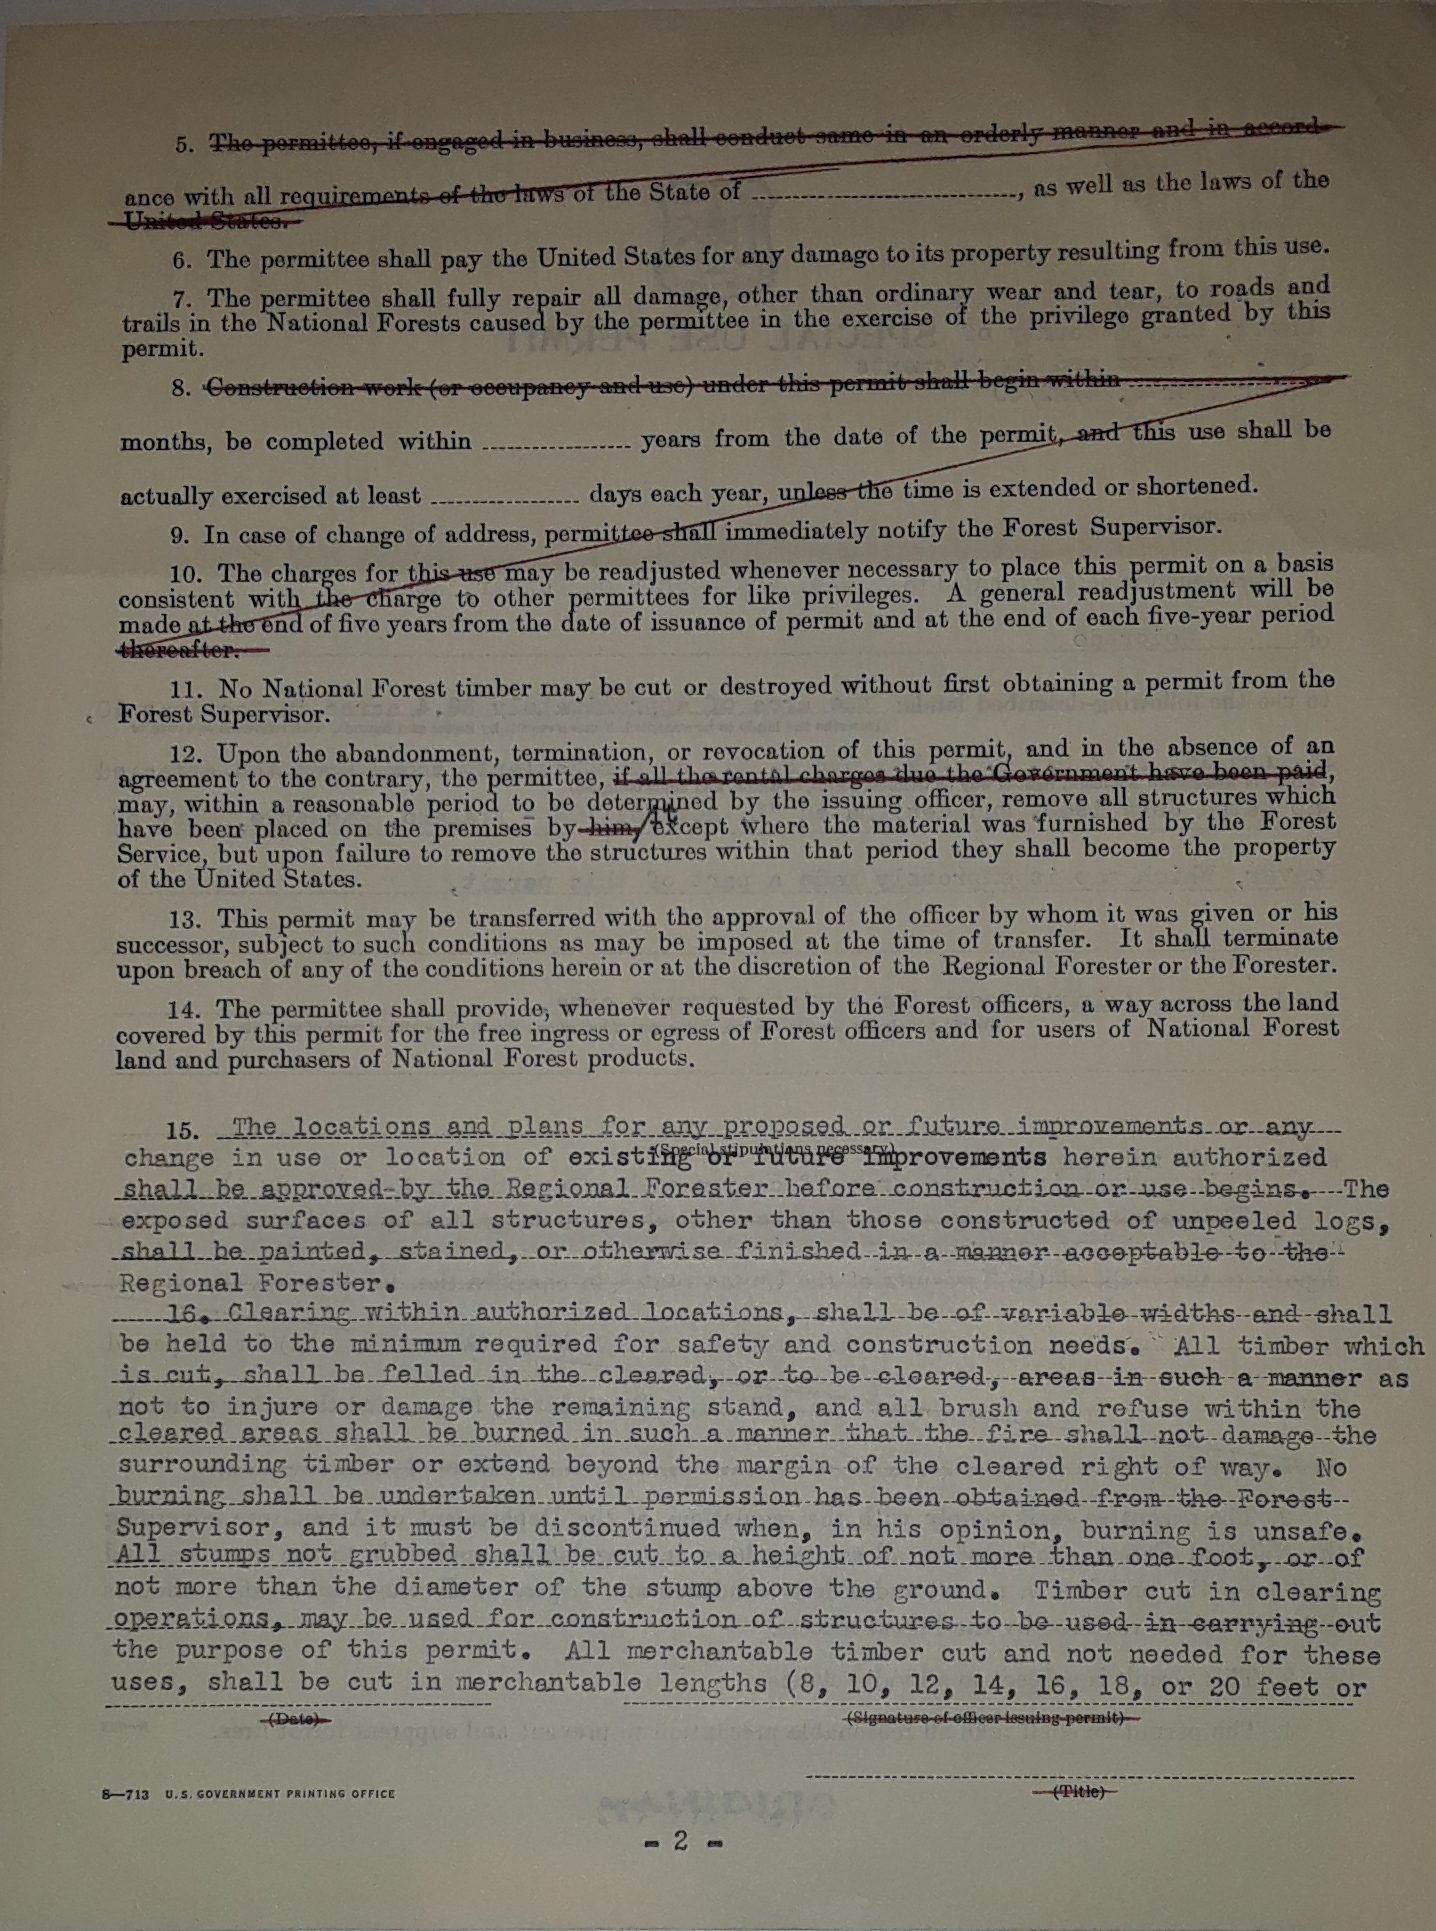 5. The permittee, if engaged in business, shall conduct same in an orderly manner and in accord-
ance with all requirements of the laws of the State of ................................, as well as the laws of the
United States.
6. The permittee shall pay the United States for any damage to its property resulting from this use.
7. The permittee shall fully repair all damage, other than ordinary wear and tear, to roads and
trails in the National Forests caused by the permittee in the exercise of the privilege granted by this
permit.
8. Construction work (or occupancy and use) under this permit shall begin within ................................
months, be completed within .................. years from the date of the permit, and this use shall be
actually exercised at least .................. days each year, unless the time is extended or shortened.
9. In case of change of address, permittee shall immediately notify the Forest Supervisor.
10. The charges for this use may be readjusted whenever necessary to place this permit on a basis
consistent with the charge to other permittees for like privileges. A general readjustment will be
made at the end of five years from the date of issuance of permit and at the end of each five-year period
thereafter.
11. No National Forest timber may be cut or destroyed without first obtaining a permit from the
Forest Supervisor.
12. Upon the abandonment, termination, or revocation of this permit, and in the absence of an
agreement to the contrary, the permittee, if all the rental charges due the Government have been paid,
may, within a reasonable period to be determined by the issuing officer, remove all structures which
have been placed on the premises by him, / it except where the material was furnished by the Forest
Service, but upon failure to remove the structures within that period they shall become the property
of the United States.
13. This permit may be transferred with the approval of the officer by whom it was given or his
successor, subject to such conditions as may be imposed at the time of transfer. It shall terminate
upon breach of any of the conditions herein or at the discretion of the Regional Forester or the Forester.
14. The permittee shall provide, whenever requested by the Forest officers, a way across the land
covered by this permit for the free ingress or egress of Forest officers and for users of National Forest
land and purchasers of National Forest products.
15. The locations and plans for any proposed or future improvements or any
(Special stipulations necessary)
change in use or location of existing or future improvements herein authorized
shall be approved by the Regional Forester before construction or use begins. The
exposed surfaces of all structures, other than those constructed of unpeeled logs,
shall be painted, stained, or otherwise finished in a manner acceptable to the
Regional Forester.
16. Clearing within authorized locations, shall be of variable widths and shall
be held to the minimum required for safety and construction needs. All timber which
is cut, shall be felled in the cleared, or to be cleared, areas in such a manner as
not to injure or damage the remaining stand, and all brush and refuse within the
cleared areas shall be burned in such a manner that the fire shall not damage the
surrounding timber or extend beyond the margin of the cleared right of way. No
burning shall be undertaken until permission has been obtained from the Forest
Supervisor, and it must be discontinued when, in his opinion, burning is unsafe.
All stumps not grubbed shall be cut to a height of not more than one foot, or of
not more than the diameter of the stump above the ground. Timber cut in clearing
operations, may be used for construction of structures to be used in carrying out
the purpose of this permit. All merchantable timber cut and not needed for these
uses, shall be cut in merchantable lengths (8, 10, 12, 14, 16, 18, or 20 feet or
(Date) (Signature of officer issuing permit)
8—713 U.S. GOVERNMENT PRINTING OFFICE
(Title)
- 2 -